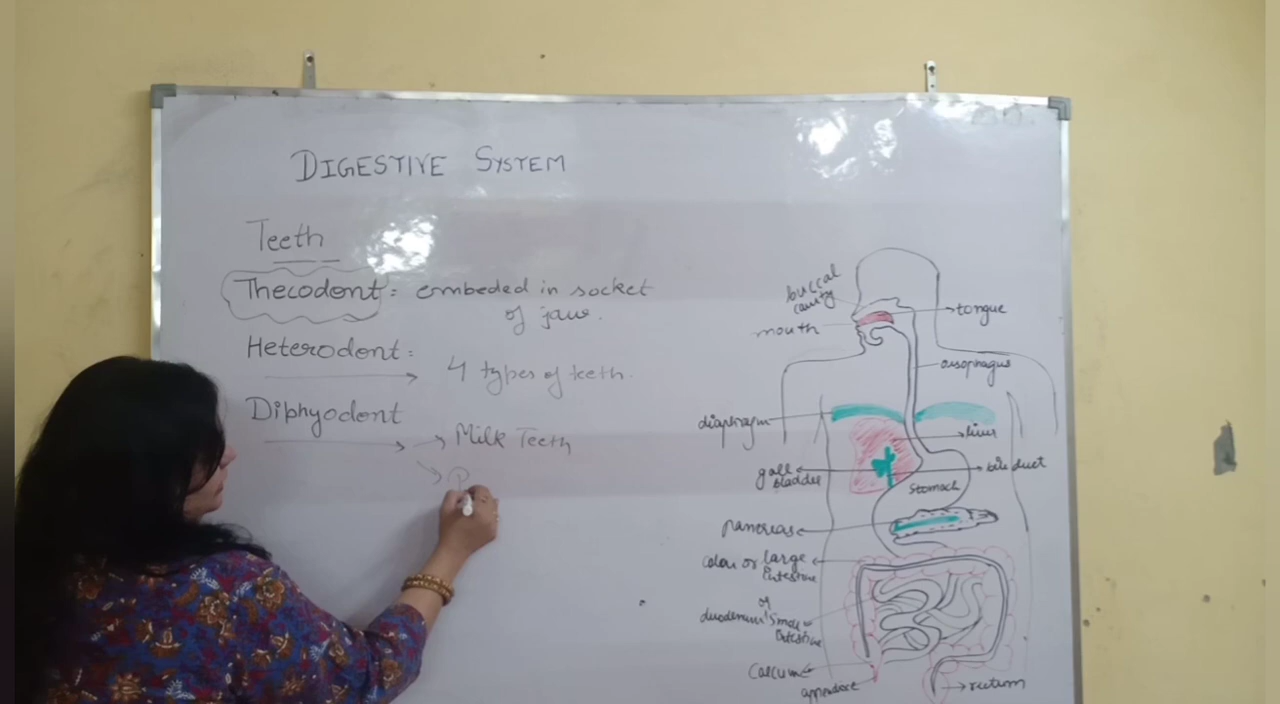 DIGESTIVE SYSTEM
Teeth
Thecodont: embeded in socket
of jaw.
Heterodont:
4 types of teeth.
Diphyodont
Milk Teeth
P
buccal
cavity
tongue
mouth
oesophagus
diaphragm
liver
gall
bladder
bile duct
Stomach
pancreas
Colon or large
Intestine
or
duodenum
Intestine
Caecum
appendix
rectum